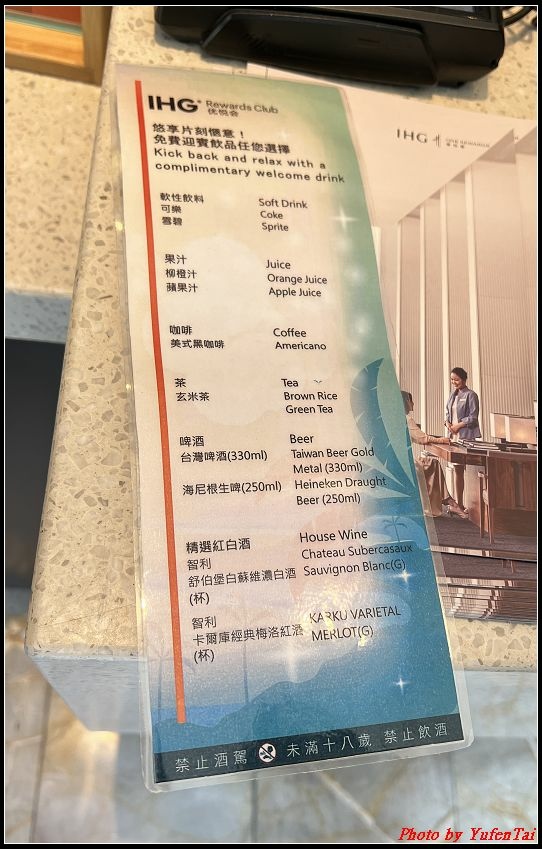 IHG® Rewards Club
优悦会
悠享片刻愜意！
免費迎賓飲品任您選擇
Kick back and relax with a
complimentary welcome drink
軟性飲料 Soft Drink
可樂 Coke
雪碧 Sprite
果汁 Juice
柳橙汁 Orange Juice
蘋果汁 Apple Juice
咖啡 Coffee
美式黑咖啡 Americano
茶 Tea
玄米茶 Brown Rice
Green Tea
啤酒 Beer
台灣啤酒(330ml) Taiwan Beer Gold
Metal (330ml)
海尼根生啤(250ml) Heineken Draught
Beer (250ml)
精選紅白酒 House Wine
智利 Chateau Subercasaux
舒伯堡白蘇維濃白酒 Sauvignon Blanc(G)
(杯)
智利 KARKU VARIETAL
卡爾庫經典梅洛紅酒 MERLOT(G)
(杯)
禁止酒駕 未滿十八歲 禁止飲酒
IHG ONE REWARDS
Photo by YufenTai